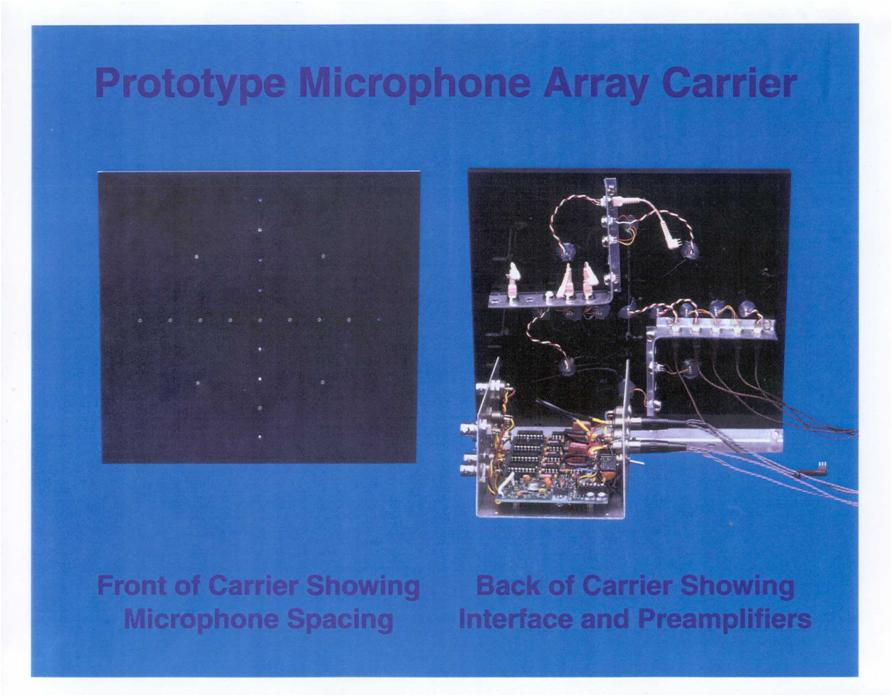 Prototype Microphone Array Carrier
Front of Carrier Showing
Microphone Spacing
Back of Carrier Showing
Interface and Preamplifiers